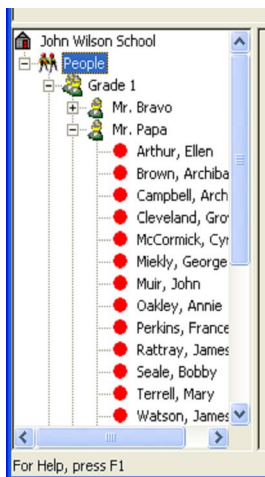 John Wilson School
People
Grade 1
Mr. Bravo
Mr. Papa
Arthur, Ellen
Brown, Archiba
Campbell, Arch
Cleveland, Gro
McCormick, Cyr
Miekly, George
Muir, John
Oakley, Annie
Perkins, France
Rattray, James
Seale, Bobby
Terrell, Mary
Watson, James
For Help, press F1